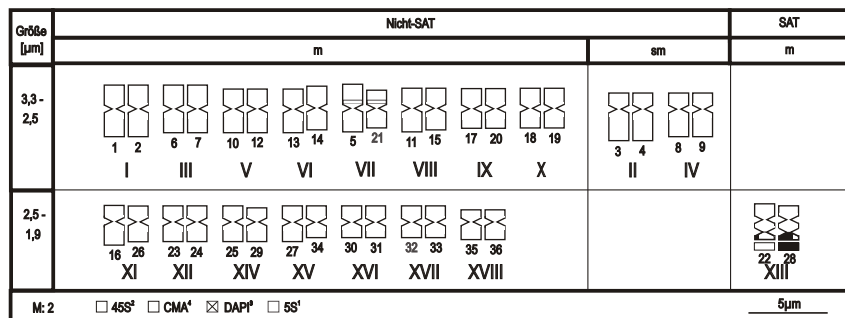 Größe [µm] Nicht-SAT SAT
m sm m
3,3 - 2,5
1 2 6 7 10 12 13 14 5 21 11 15 17 20 18 19 3 4 8 9
I III V VI VII VIII IX X II IV
2,5 - 1,9
16 26 23 24 25 29 27 34 30 31 32 33 35 36 22 28
XI XII XIV XV XVI XVII XVIII XIII
M: 2 45S² CMA⁴ DAPI³ 5S¹ 5µm